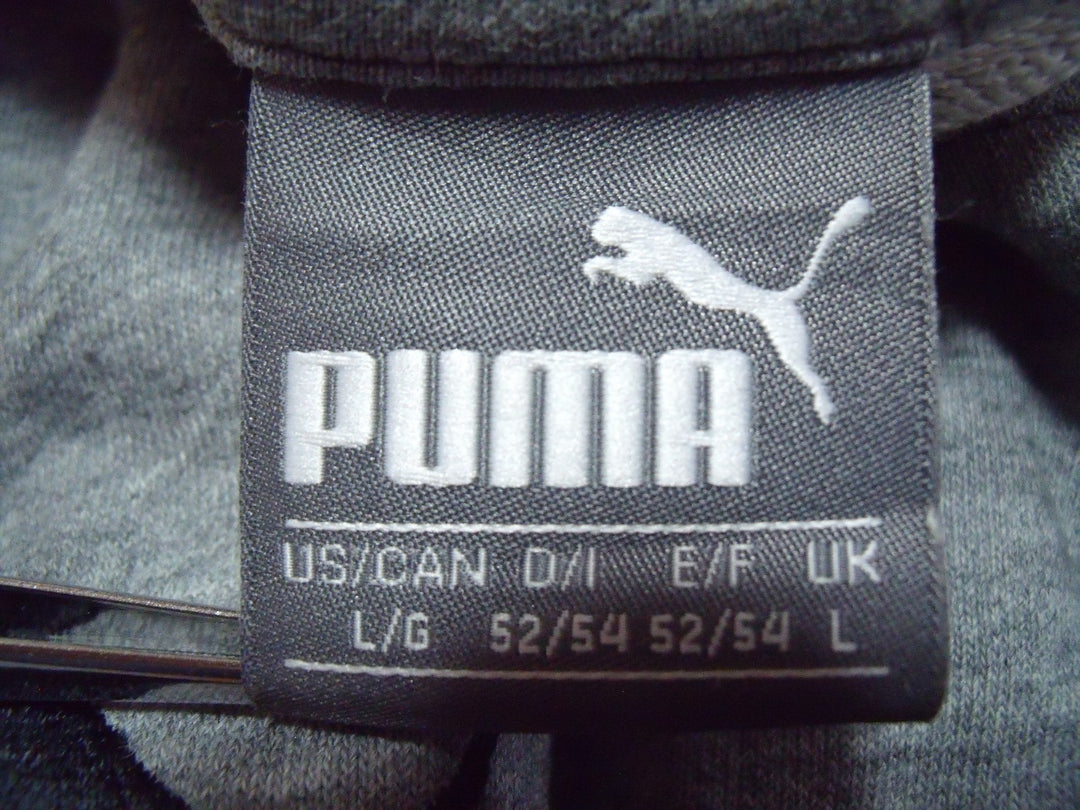 PUMA
US/CAN D/I E/F UK
L/G 52/54 52/54 L